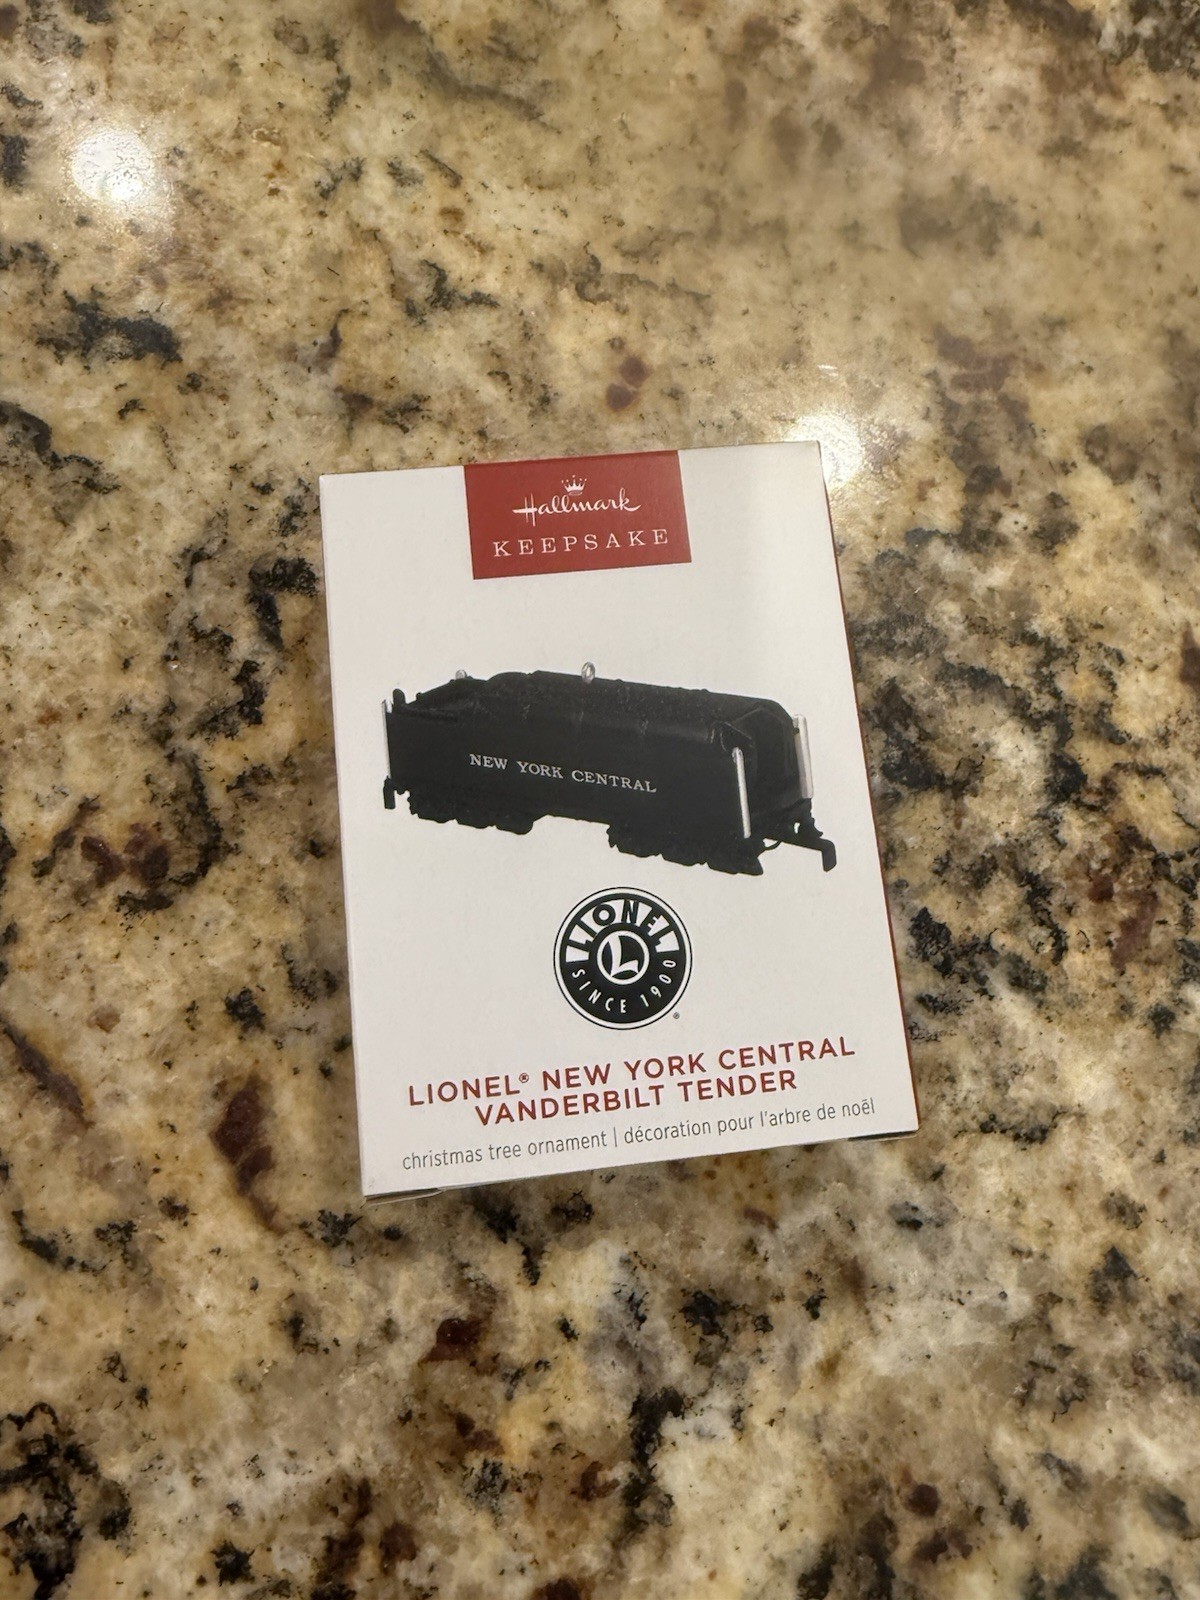 Hallmark
KEEPSAKE
NEW YORK CENTRAL
LIONEL
L
SINCE 1900
®
LIONEL® NEW YORK CENTRAL
VANDERBILT TENDER
christmas tree ornament | décoration pour l'arbre de noël